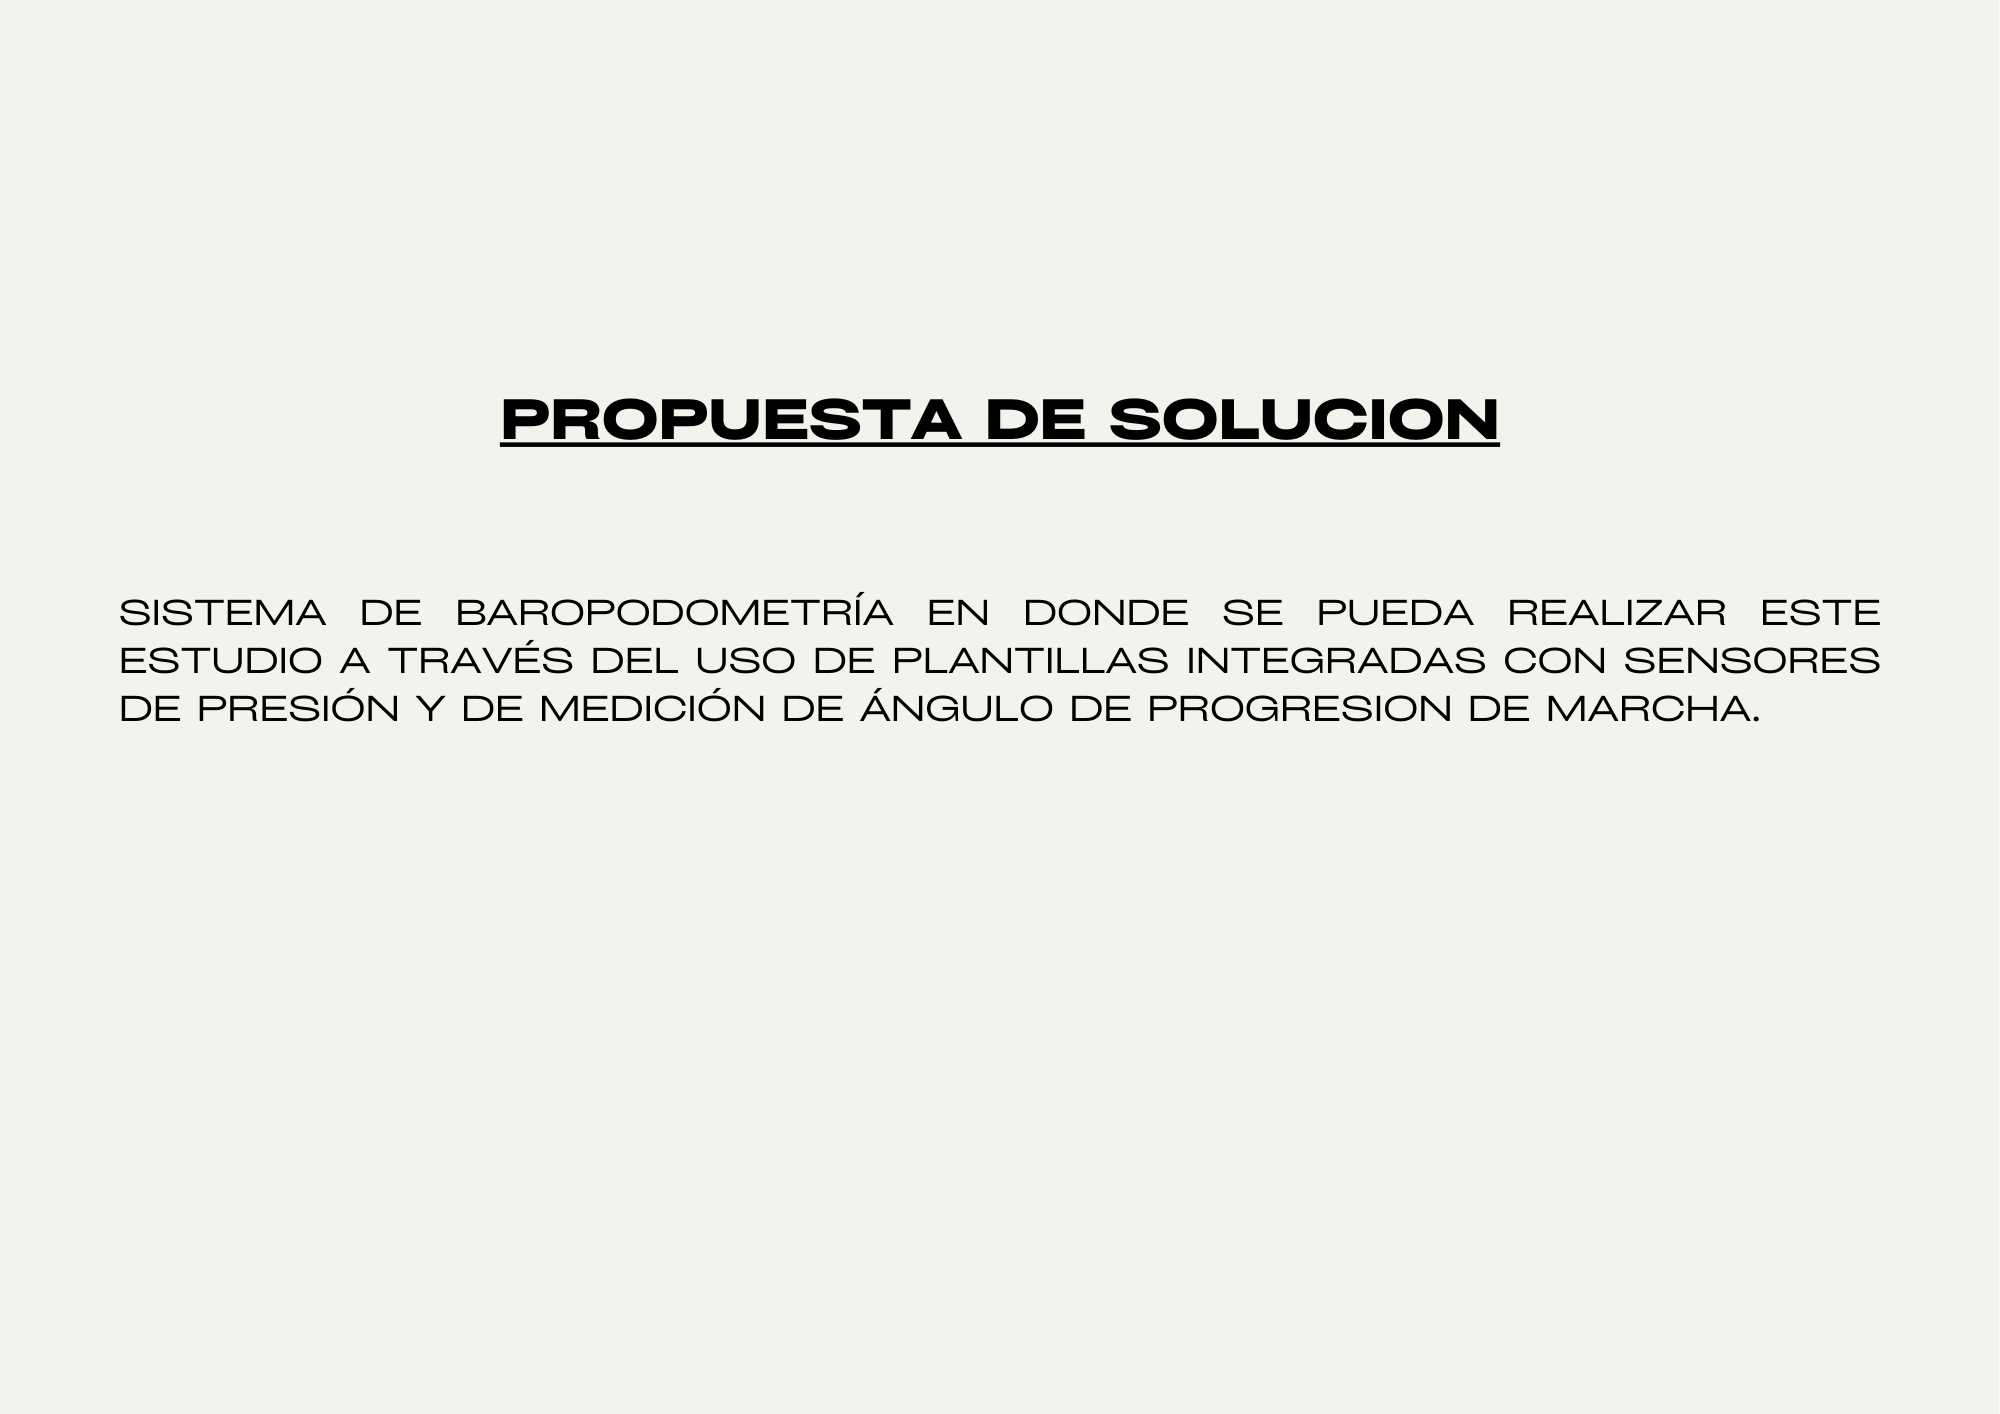 PROPUESTA DE SOLUCION
SISTEMA DE BAROPODOMETRÍA EN DONDE SE PUEDA REALIZAR ESTE
ESTUDIO A TRAVÉS DEL USO DE PLANTILLAS INTEGRADAS CON SENSORES
DE PRESIÓN Y DE MEDICIÓN DE ÁNGULO DE PROGRESION DE MARCHA.